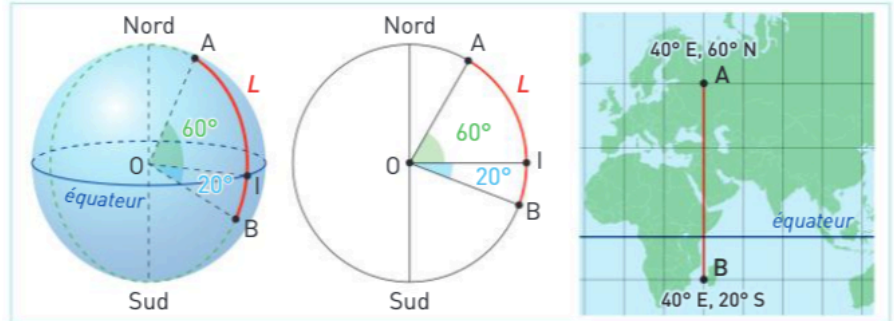 Nord
A
L
60°
O
20°
I
équateur
B
Sud
Nord
A
L
60°
O
20°
I
B
Sud
40° E, 60° N
A
équateur
B
40° E, 20° S